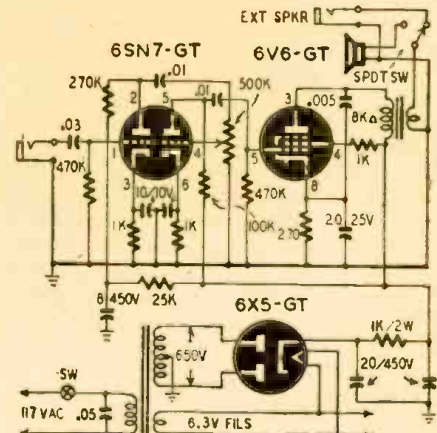 EXT SPKR
6SN7-GT
6V6-GT
SPDT SW
270K
.01
2
5
.01
500K
3
.005
8KΩ
.03
1
4
5
4
1K
470K
3
6
8
10/10V
470K
1K
1K
100K
270
20
25V
8-450V
25K
6X5-GT
1K/2W
650V
20/450V
SW
117 VAC
.05
6.3V FILS